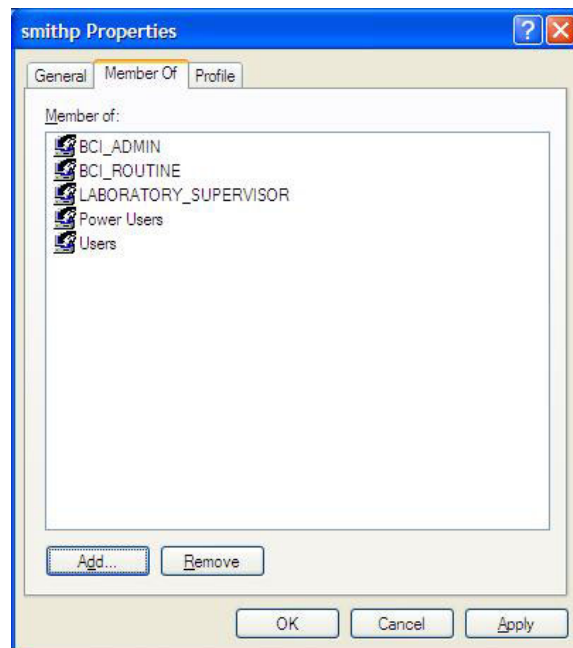 smithp Properties
General Member Of Profile
Member of:
BCI_ADMIN
BCI_ROUTINE
LABORATORY_SUPERVISOR
Power Users
Users
Add... Remove
OK Cancel Apply